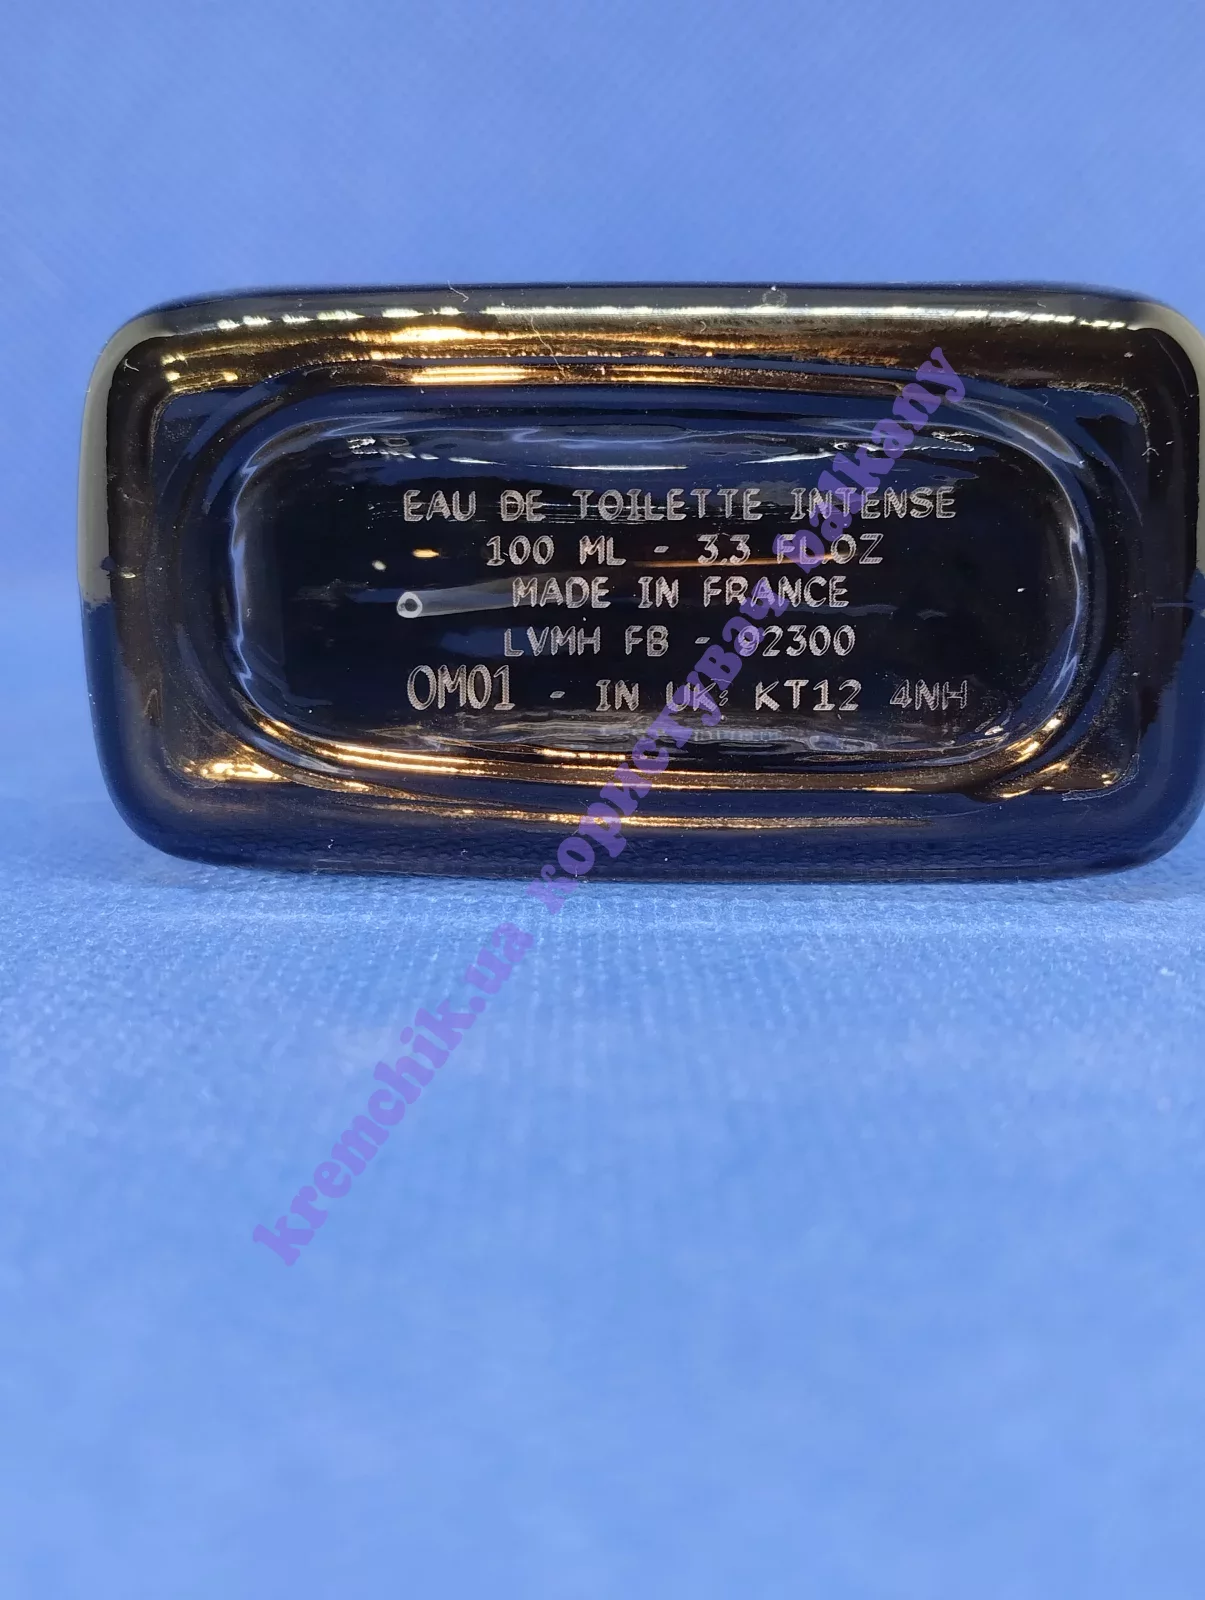 EAU DE TOILETTE INTENSE
100 ML - 3.3 FL.OZ
MADE IN FRANCE
LVMH FB - 92300
0M01 - IN UK: KT12 4NH
kremchik.ua користувач balkany